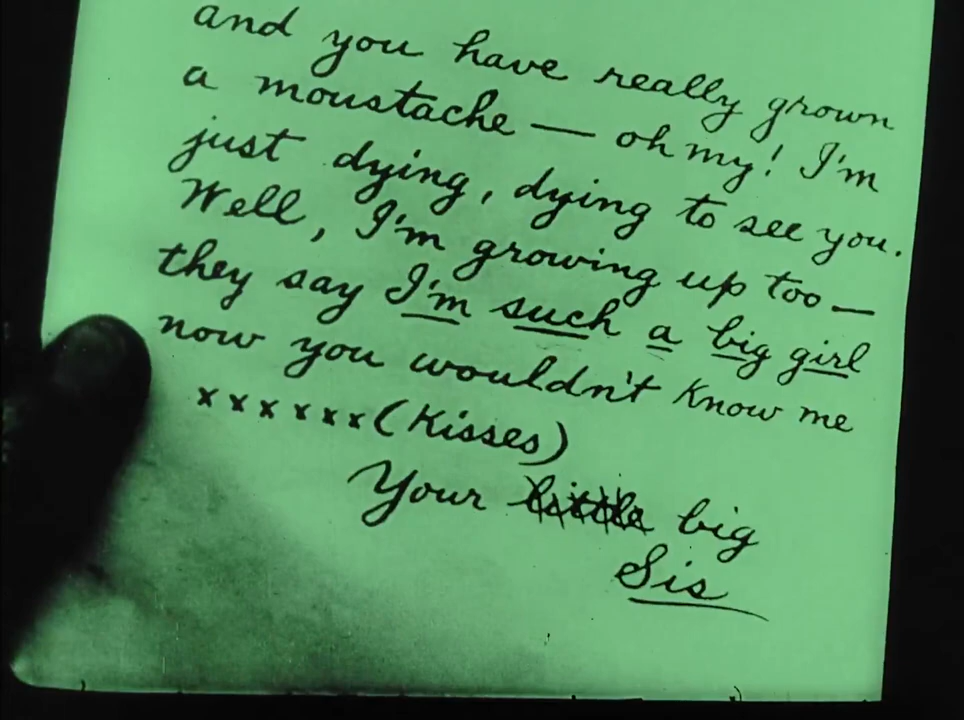 and you have really grown
a moustache — oh my! I'm
just dying, dying to see you.
Well, I'm growing up too —
they say I'm such a big girl
now you wouldn't know me
xxxxxx (Kisses)
Your little big
Sis